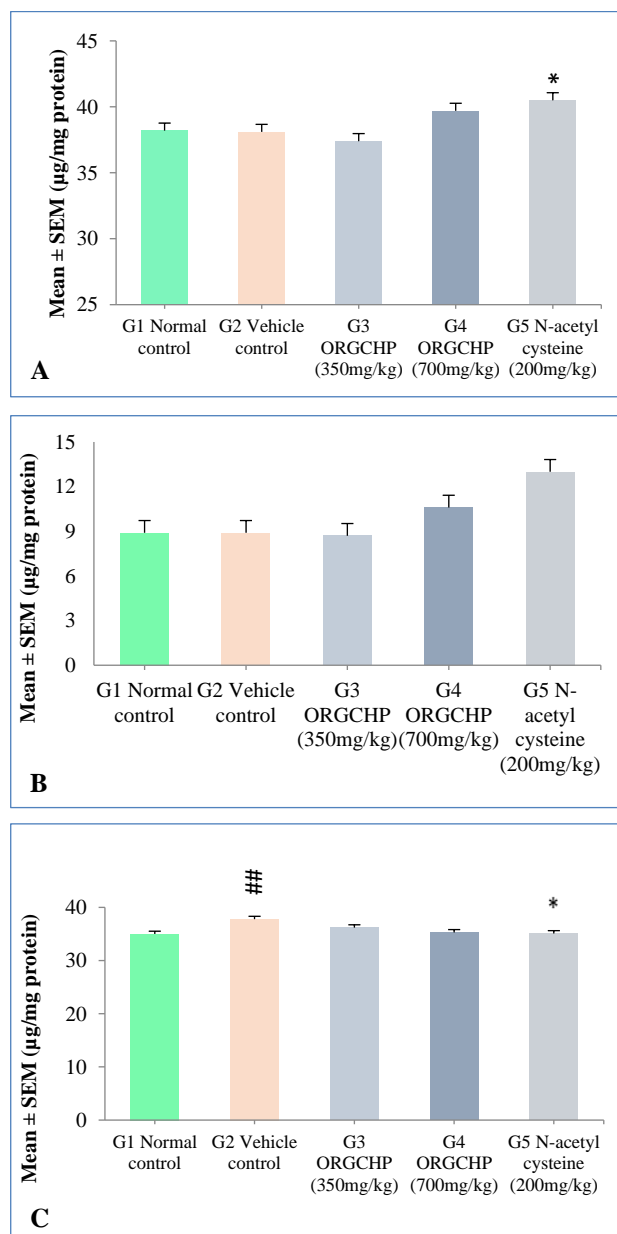 Mean ± SEM (µg/mg protein)
45
40
35
30
25
*
G1 Normal
control
G2 Vehicle
control
G3
ORGCHP
(350mg/kg)
G4
ORGCHP
(700mg/kg)
G5 N-acetyl
cysteine
(200mg/kg)
A
Mean ± SEM (µg/mg protein)
15
12
9
6
3
0
G1 Normal
control
G2 Vehicle
control
G3
ORGCHP
(350mg/kg)
G4
ORGCHP
(700mg/kg)
G5 N-
acetyl
cysteine
(200mg/kg)
B
Mean ± SEM (µg/mg protein)
40
30
20
10
0
##
*
G1 Normal
control
G2 Vehicle
control
G3
ORGCHP
(350mg/kg)
G4
ORGCHP
(700mg/kg)
G5 N-acetyl
cysteine
(200mg/kg)
C